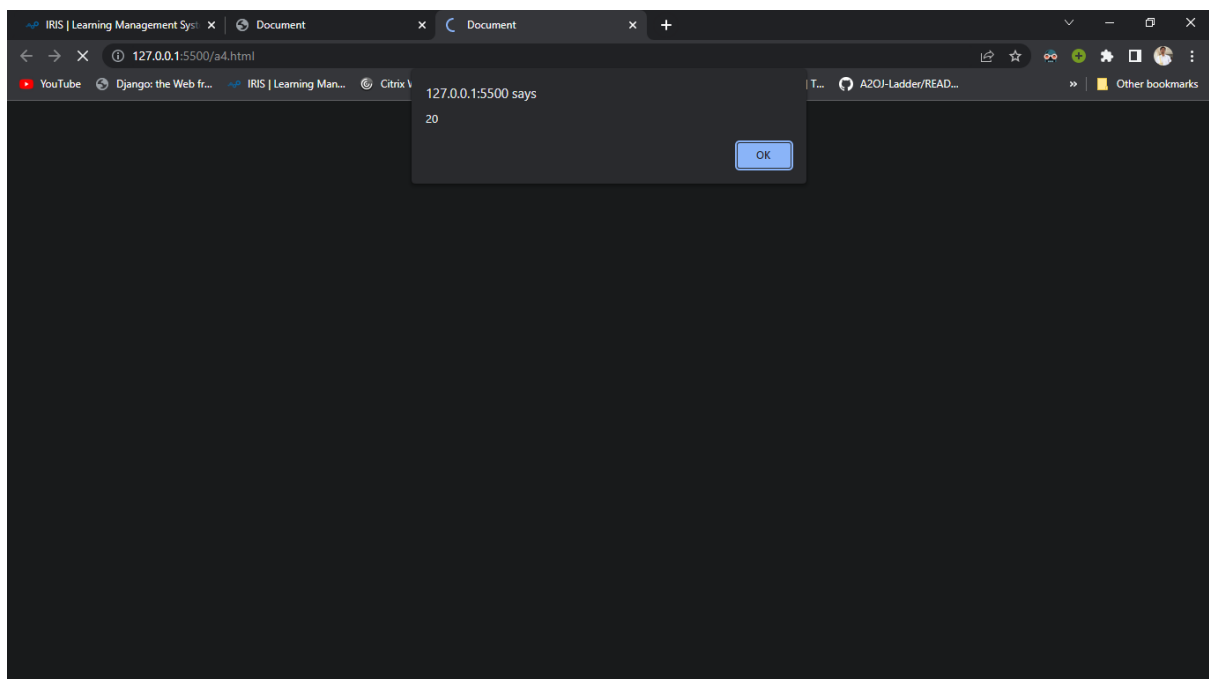 IRIS | Learning Management Syst
Document
Document
127.0.0.1:5500/a4.html
YouTube
Django: the Web fr...
IRIS | Learning Man...
Citrix
T...
A2OJ-Ladder/READ...
»
Other bookmarks
127.0.0.1:5500 says
20
OK